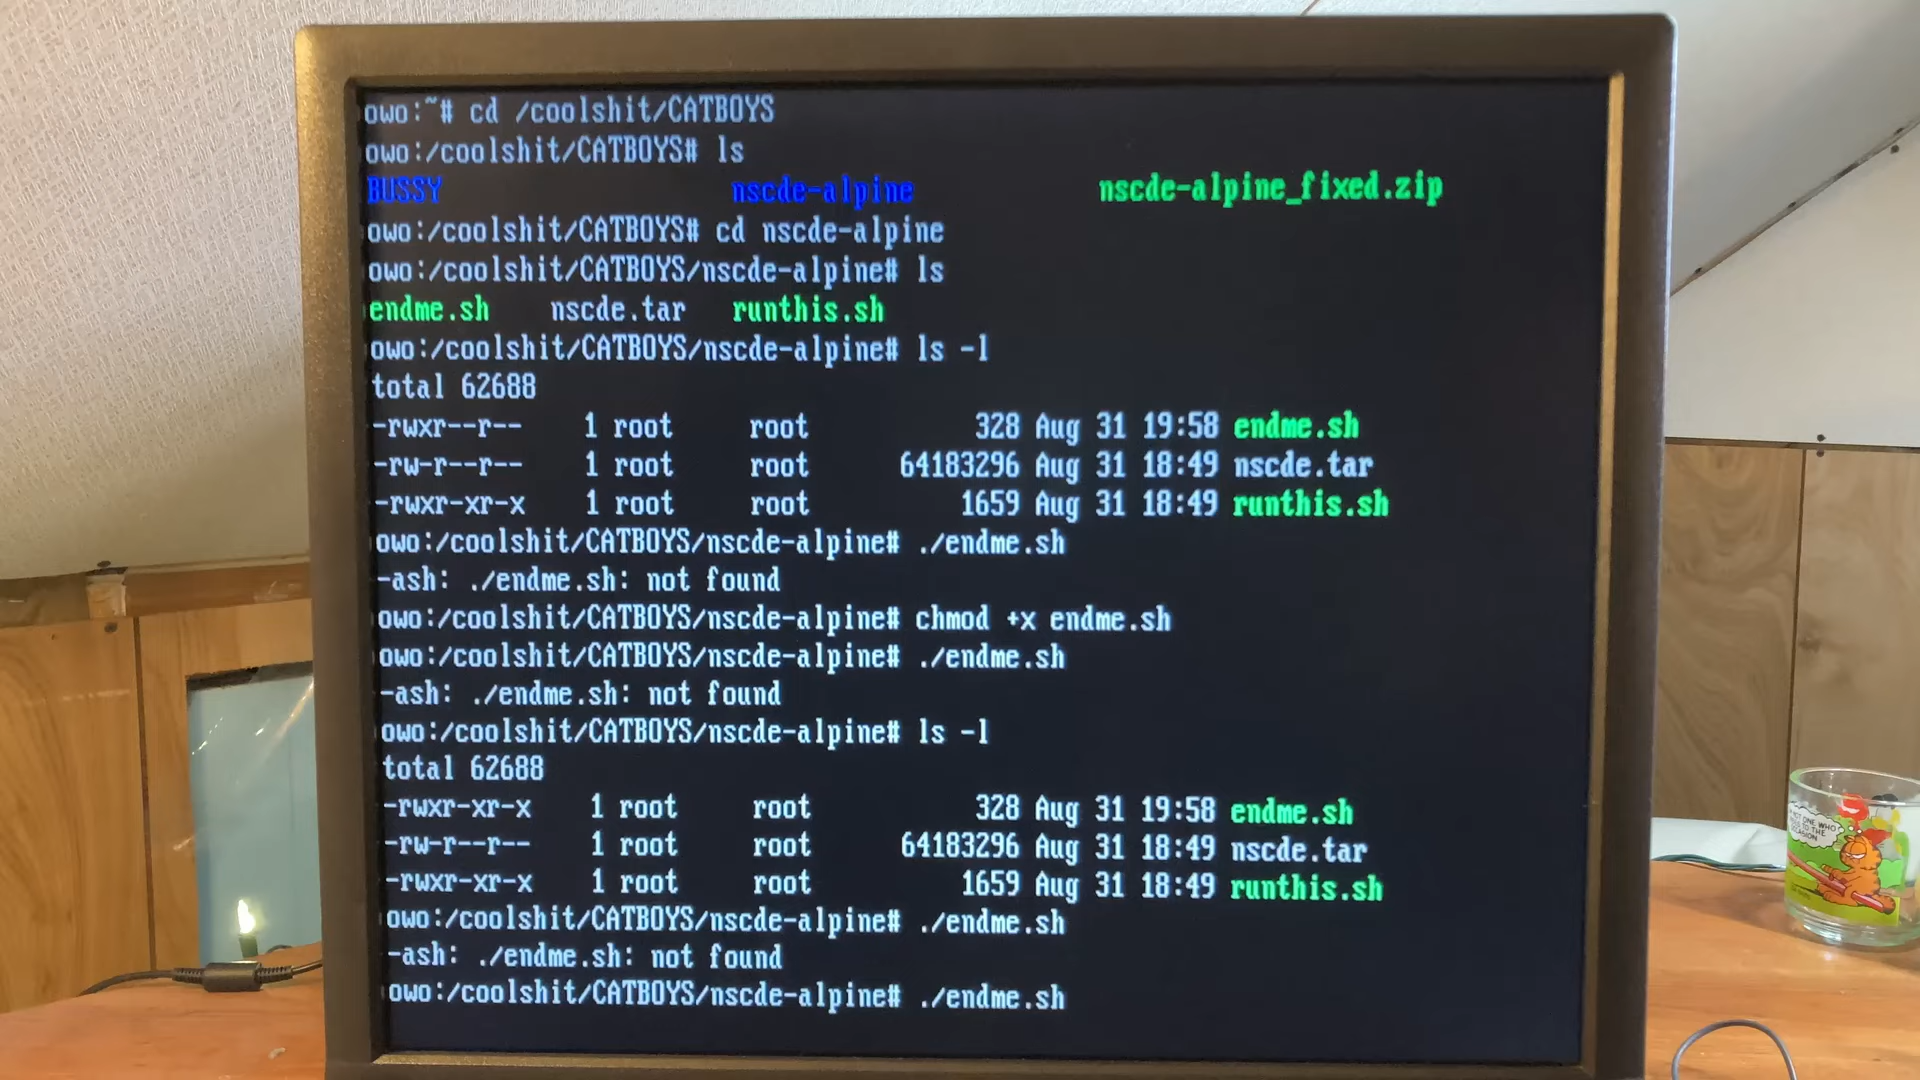 owo:~# cd /coolshit/CATBOYS
owo:/coolshit/CATBOYS# ls
BUSSY nscde-alpine nscde-alpine_fixed.zip
owo:/coolshit/CATBOYS# cd nscde-alpine
owo:/coolshit/CATBOYS/nscde-alpine# ls
endme.sh nscde.tar runthis.sh
owo:/coolshit/CATBOYS/nscde-alpine# ls -l
total 62688
-rwxr--r-- 1 root root 328 Aug 31 19:58 endme.sh
-rw-r--r-- 1 root root 64183296 Aug 31 18:49 nscde.tar
-rwxr-xr-x 1 root root 1659 Aug 31 18:49 runthis.sh
owo:/coolshit/CATBOYS/nscde-alpine# ./endme.sh
-ash: ./endme.sh: not found
owo:/coolshit/CATBOYS/nscde-alpine# chmod +x endme.sh
owo:/coolshit/CATBOYS/nscde-alpine# ./endme.sh
-ash: ./endme.sh: not found
owo:/coolshit/CATBOYS/nscde-alpine# ls -l
total 62688
-rwxr-xr-x 1 root root 328 Aug 31 19:58 endme.sh
-rw-r--r-- 1 root root 64183296 Aug 31 18:49 nscde.tar
-rwxr-xr-x 1 root root 1659 Aug 31 18:49 runthis.sh
owo:/coolshit/CATBOYS/nscde-alpine# ./endme.sh
-ash: ./endme.sh: not found
owo:/coolshit/CATBOYS/nscde-alpine# ./endme.sh
NOT ONE WHO
TO THE